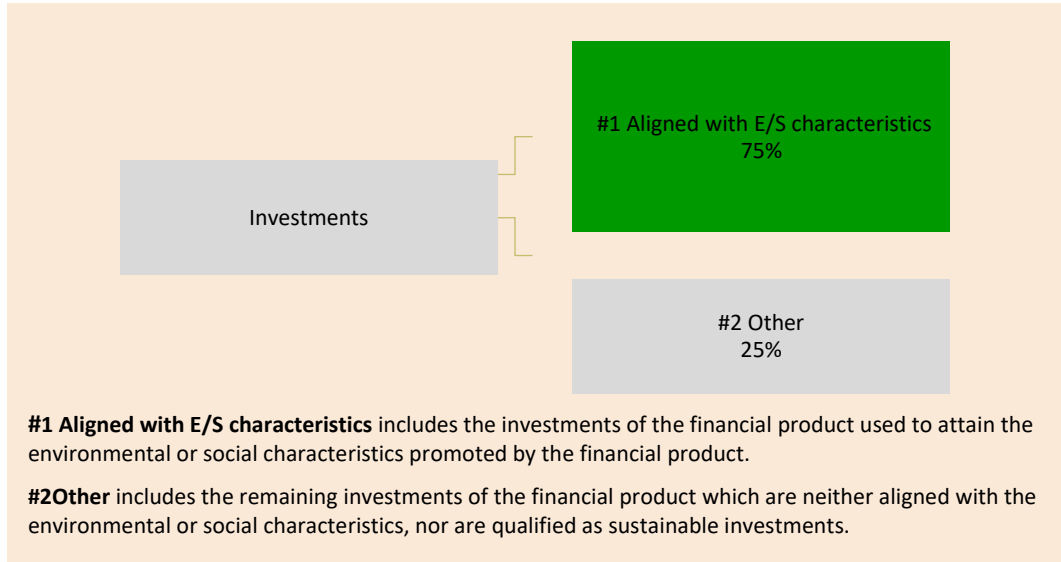 #1 Aligned with E/S characteristics
75%
Investments
#2 Other
25%
#1 Aligned with E/S characteristics includes the investments of the financial product used to attain the
environmental or social characteristics promoted by the financial product.
#2Other includes the remaining investments of the financial product which are neither aligned with the
environmental or social characteristics, nor are qualified as sustainable investments.